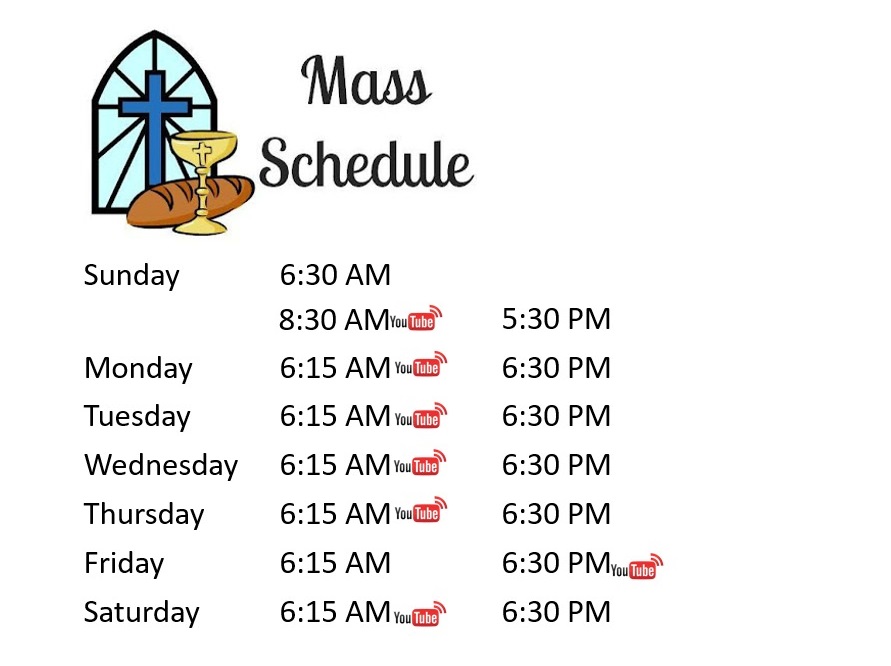 Mass
Schedule
Sunday 6:30 AM
8:30 AM YouTube 5:30 PM
Monday 6:15 AM YouTube 6:30 PM
Tuesday 6:15 AM YouTube 6:30 PM
Wednesday 6:15 AM YouTube 6:30 PM
Thursday 6:15 AM YouTube 6:30 PM
Friday 6:15 AM 6:30 PM YouTube
Saturday 6:15 AM YouTube 6:30 PM